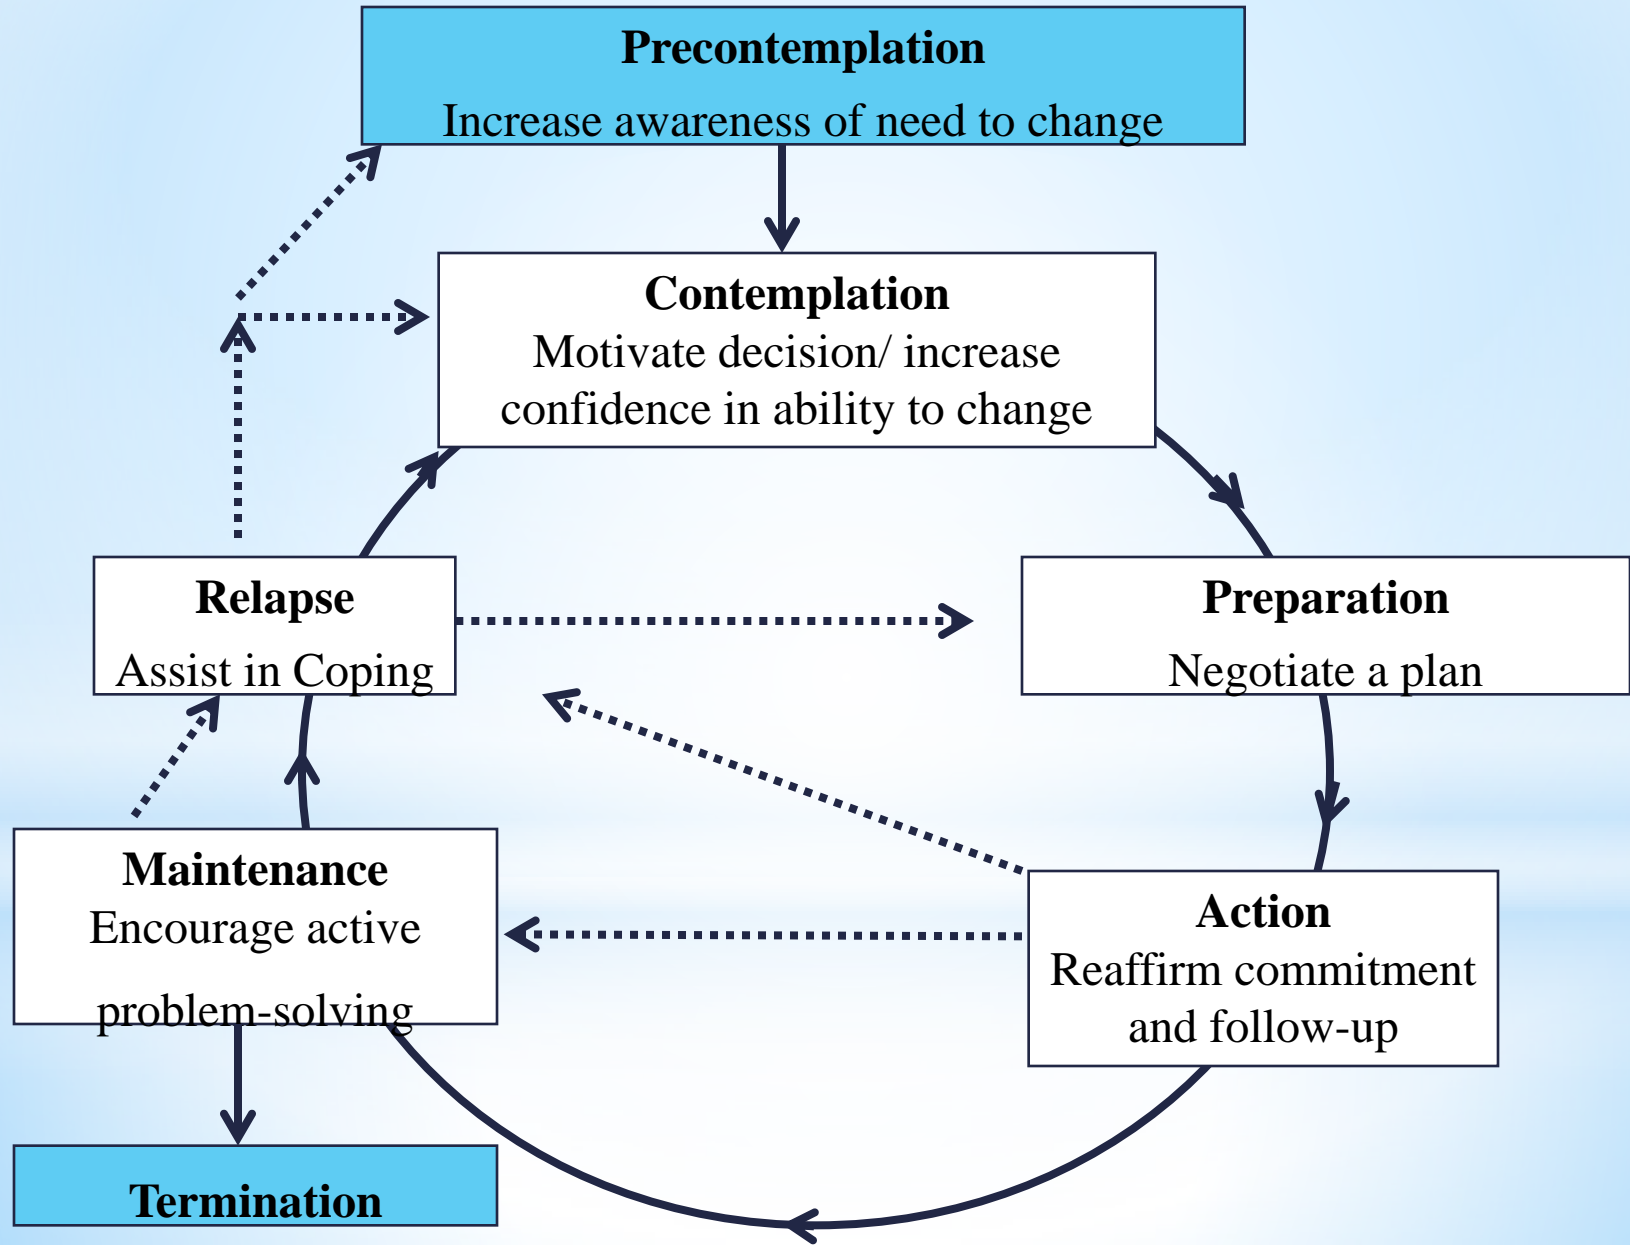 Precontemplation
Increase awareness of need to change
Contemplation
Motivate decision/ increase
confidence in ability to change
Relapse
Assist in Coping
Preparation
Negotiate a plan
Maintenance
Encourage active
problem-solving
Action
Reaffirm commitment
and follow-up
Termination